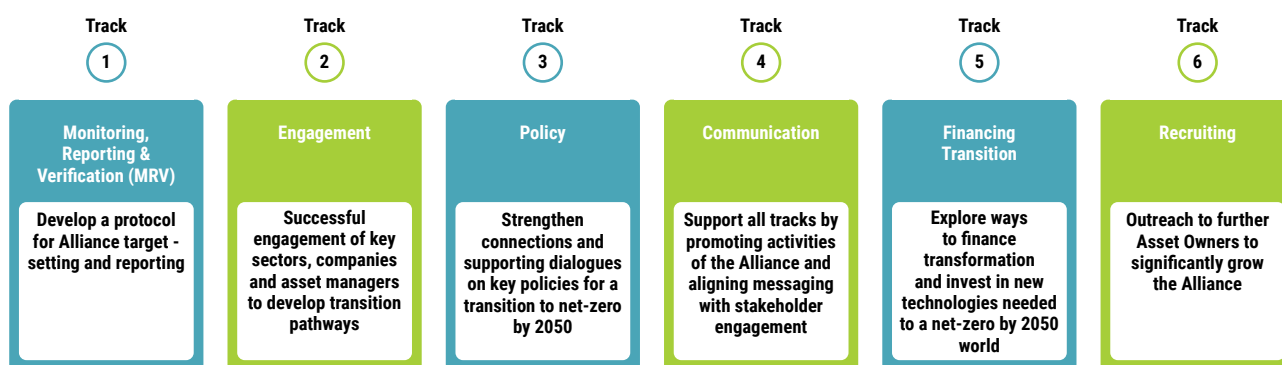 Track
1
Monitoring,
Reporting &
Verification (MRV)
Develop a protocol
for Alliance target -
setting and reporting
Track
2
Engagement
Successful
engagement of key
sectors, companies
and asset managers
to develop transition
pathways
Track
3
Policy
Strengthen
connections and
supporting dialogues
on key policies for a
transition to net-zero
by 2050
Track
4
Communication
Support all tracks by
promoting activities
of the Alliance and
aligning messaging
with stakeholder
engagement
Track
5
Financing
Transition
Explore ways
to finance
transformation
and invest in new
technologies needed
to a net-zero by 2050
world
Track
6
Recruiting
Outreach to further
Asset Owners to
significantly grow
the Alliance